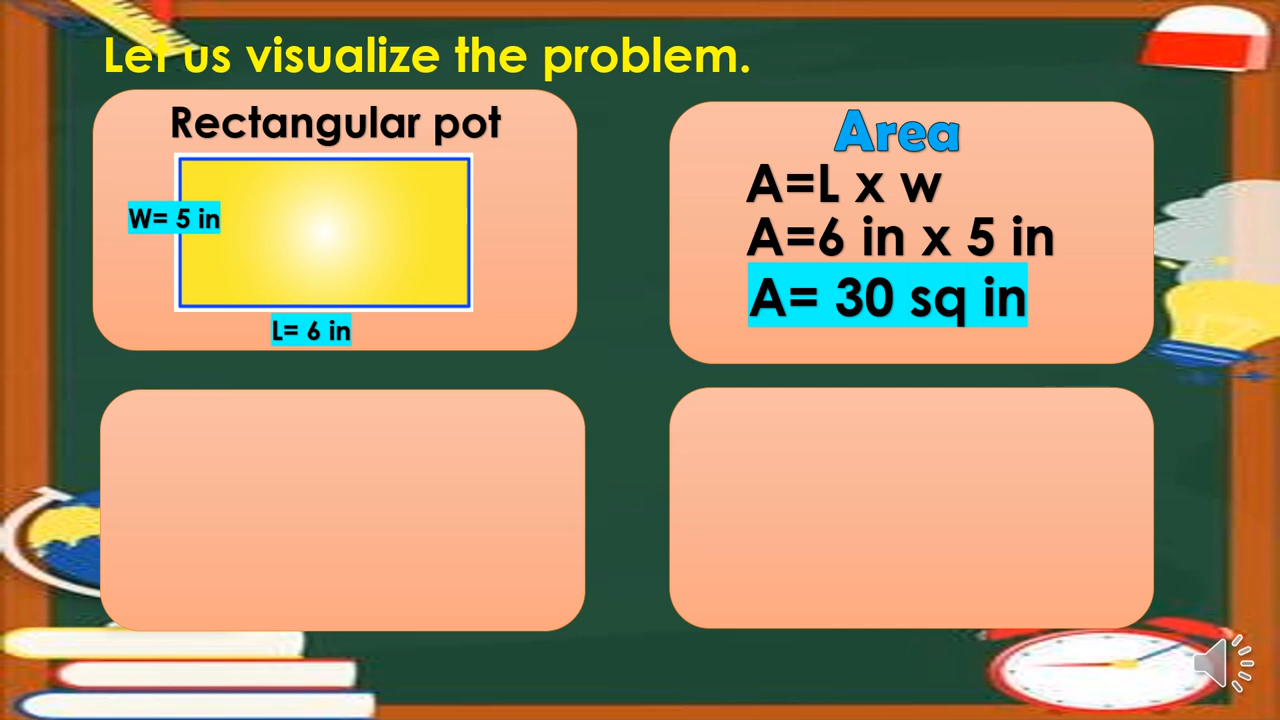 Let us visualize the problem.
Rectangular pot
W= 5 in
L= 6 in
Area
A=L x w
A=6 in x 5 in
A= 30 sq in